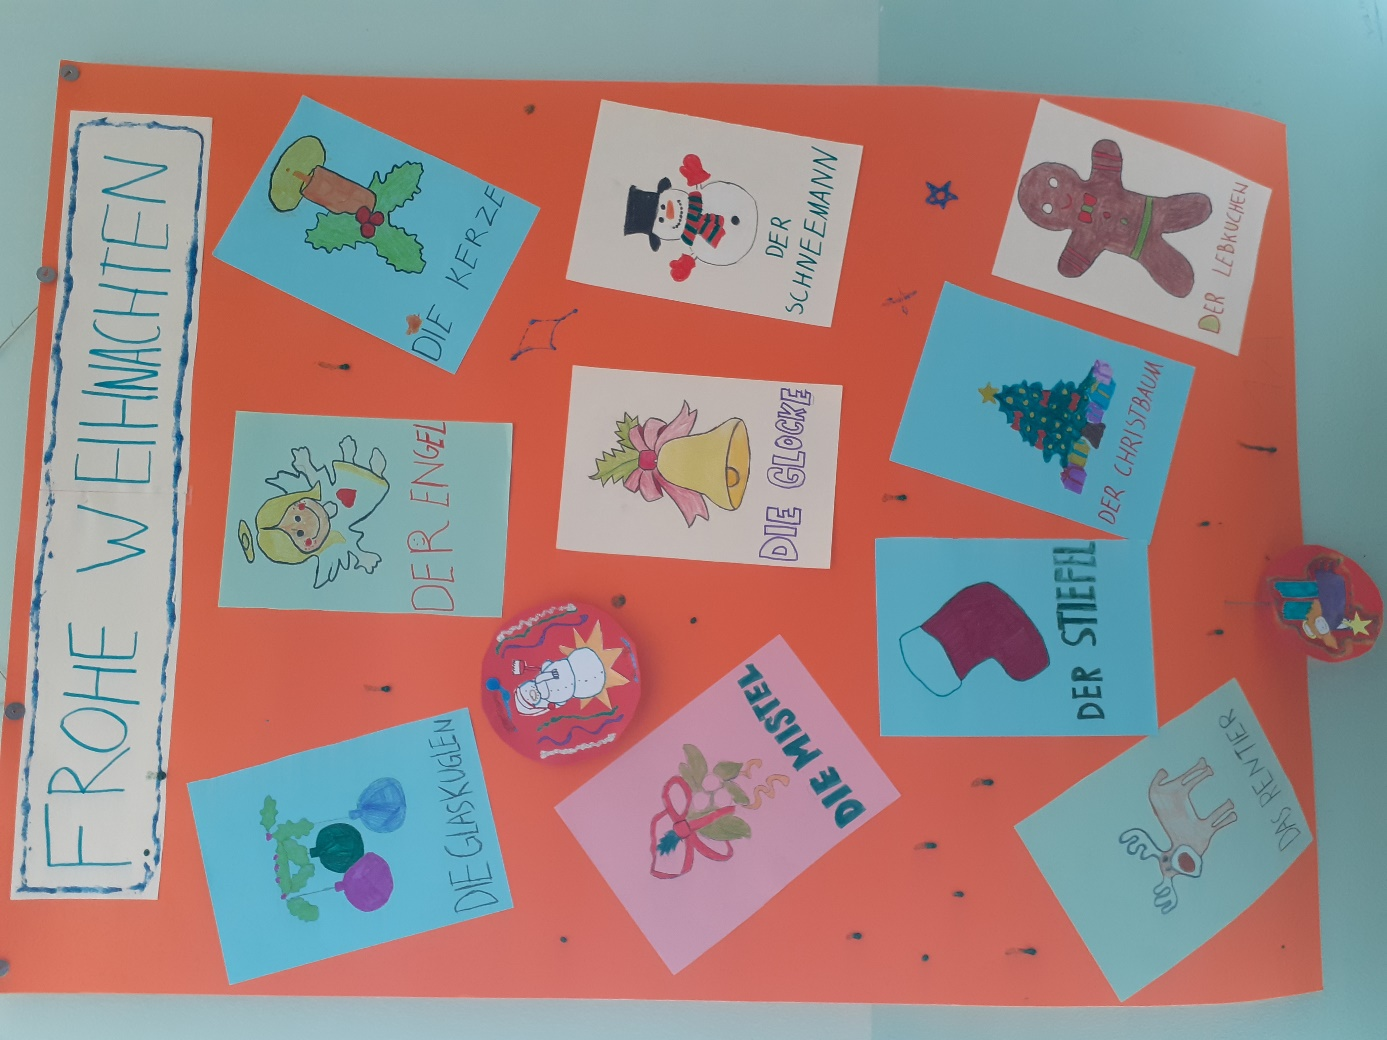 FROHE WEIHNACHTEN
DIE GLASKUGLEN
DER ENGEL
DIE KERZE
DIE MISTEL
DIE GLOCKE
DER
SCHNEEMANN
DAS RENTIER
DER STIEFEL
DER CHRISTBAUM
DER LEBKUCHEN